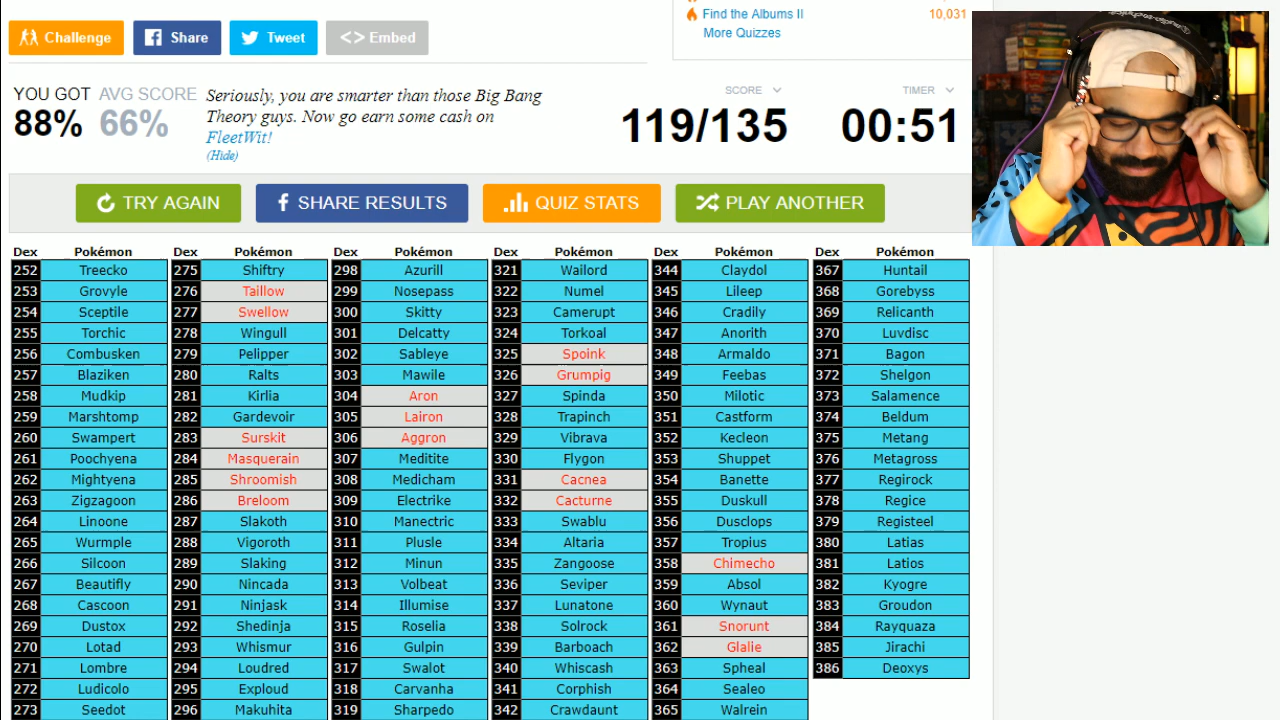 Find the Albums II 10,031
More Quizzes
Challenge Share Tweet <> Embed
YOU GOT AVG SCORE
88% 66%
Seriously, you are smarter than those Big Bang
Theory guys. Now go earn some cash on
FleetWit!
(Hide)
SCORE TIMER
119/135 00:51
TRY AGAIN SHARE RESULTS QUIZ STATS PLAY ANOTHER
Dex Pokémon Dex Pokémon Dex Pokémon Dex Pokémon Dex Pokémon Dex Pokémon
252 Treecko 275 Shiftry 298 Azurill 321 Wailord 344 Claydol 367 Huntail
253 Grovyle 276 Taillow 299 Nosepass 322 Numel 345 Lileep 368 Gorebyss
254 Sceptile 277 Swellow 300 Skitty 323 Camerupt 346 Cradily 369 Relicanth
255 Torchic 278 Wingull 301 Delcatty 324 Torkoal 347 Anorith 370 Luvdisc
256 Combusken 279 Pelipper 302 Sableye 325 Spoink 348 Armaldo 371 Bagon
257 Blaziken 280 Ralts 303 Mawile 326 Grumpig 349 Feebas 372 Shelgon
258 Mudkip 281 Kirlia 304 Aron 327 Spinda 350 Milotic 373 Salamence
259 Marshtomp 282 Gardevoir 305 Lairon 328 Trapinch 351 Castform 374 Beldum
260 Swampert 283 Surskit 306 Aggron 329 Vibrava 352 Kecleon 375 Metang
261 Poochyena 284 Masquerain 307 Meditite 330 Flygon 353 Shuppet 376 Metagross
262 Mightyena 285 Shroomish 308 Medicham 331 Cacnea 354 Banette 377 Regirock
263 Zigzagoon 286 Breloom 309 Electrike 332 Cacturne 355 Duskull 378 Regice
264 Linoone 287 Slakoth 310 Manectric 333 Swablu 356 Dusclops 379 Registeel
265 Wurmple 288 Vigoroth 311 Plusle 334 Altaria 357 Tropius 380 Latias
266 Silcoon 289 Slaking 312 Minun 335 Zangoose 358 Chimecho 381 Latios
267 Beautifly 290 Nincada 313 Volbeat 336 Seviper 359 Absol 382 Kyogre
268 Cascoon 291 Ninjask 314 Illumise 337 Lunatone 360 Wynaut 383 Groudon
269 Dustox 292 Shedinja 315 Roselia 338 Solrock 361 Snorunt 384 Rayquaza
270 Lotad 293 Whismur 316 Gulpin 339 Barboach 362 Glalie 385 Jirachi
271 Lombre 294 Loudred 317 Swalot 340 Whiscash 363 Spheal 386 Deoxys
272 Ludicolo 295 Exploud 318 Carvanha 341 Corphish 364 Sealeo
273 Seedot 296 Makuhita 319 Sharpedo 342 Crawdaunt 365 Walrein